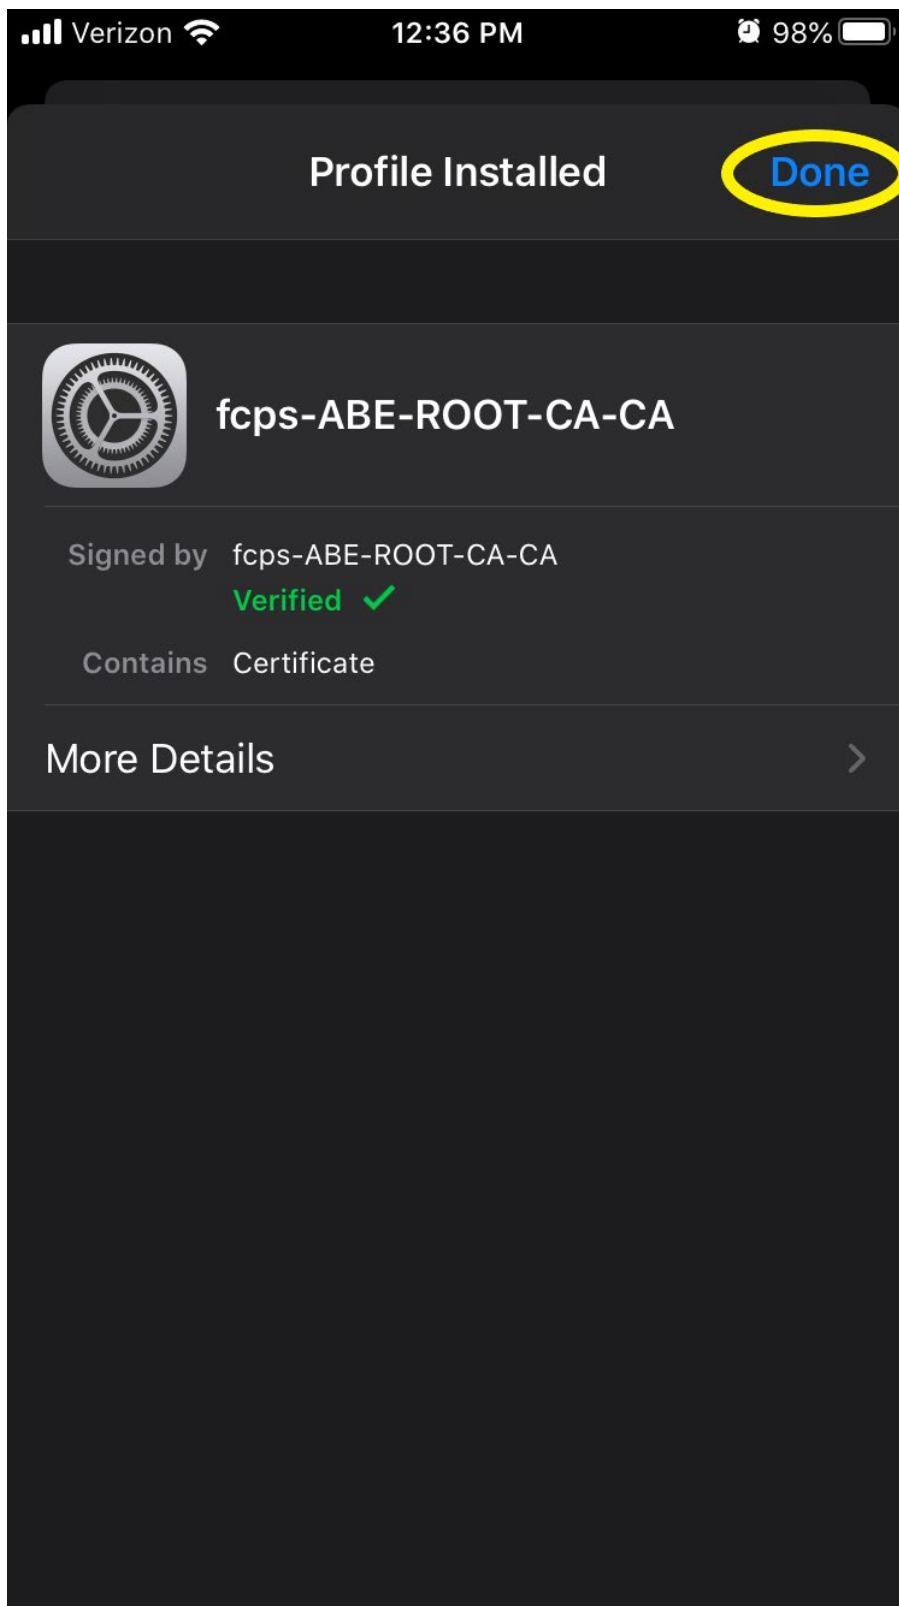 Verizon 12:36 PM 98%
Profile Installed Done
fcps-ABE-ROOT-CA-CA
Signed by fcps-ABE-ROOT-CA-CA
Verified
Contains Certificate
More Details